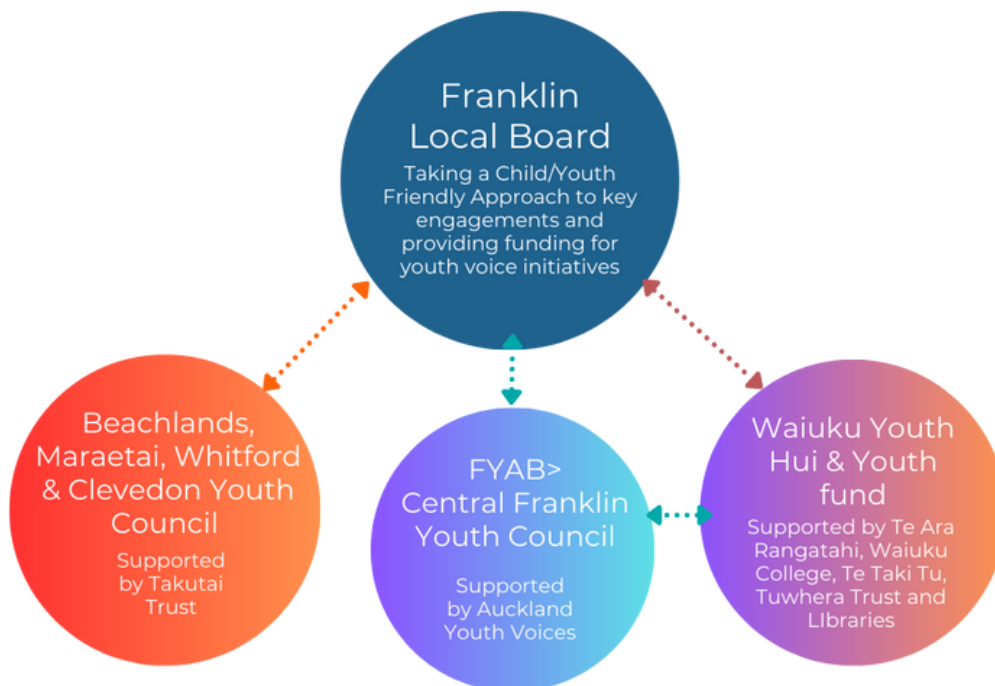 Franklin
Local Board
Taking a Child/Youth
Friendly Approach to key
engagements and
providing funding for
youth voice initiatives
Beachlands,
Maraetai, Whitford
& Clevedon Youth
Council
Supported
by Takutai
Trust
FYAB>
Central Franklin
Youth Council
Supported
by Auckland
Youth Voices
Waiuku Youth
Hui & Youth
fund
Supported by Te Ara
Rangatahi, Waiuku
College, Te Taki Tu,
Tuwhera Trust and
LIbraries